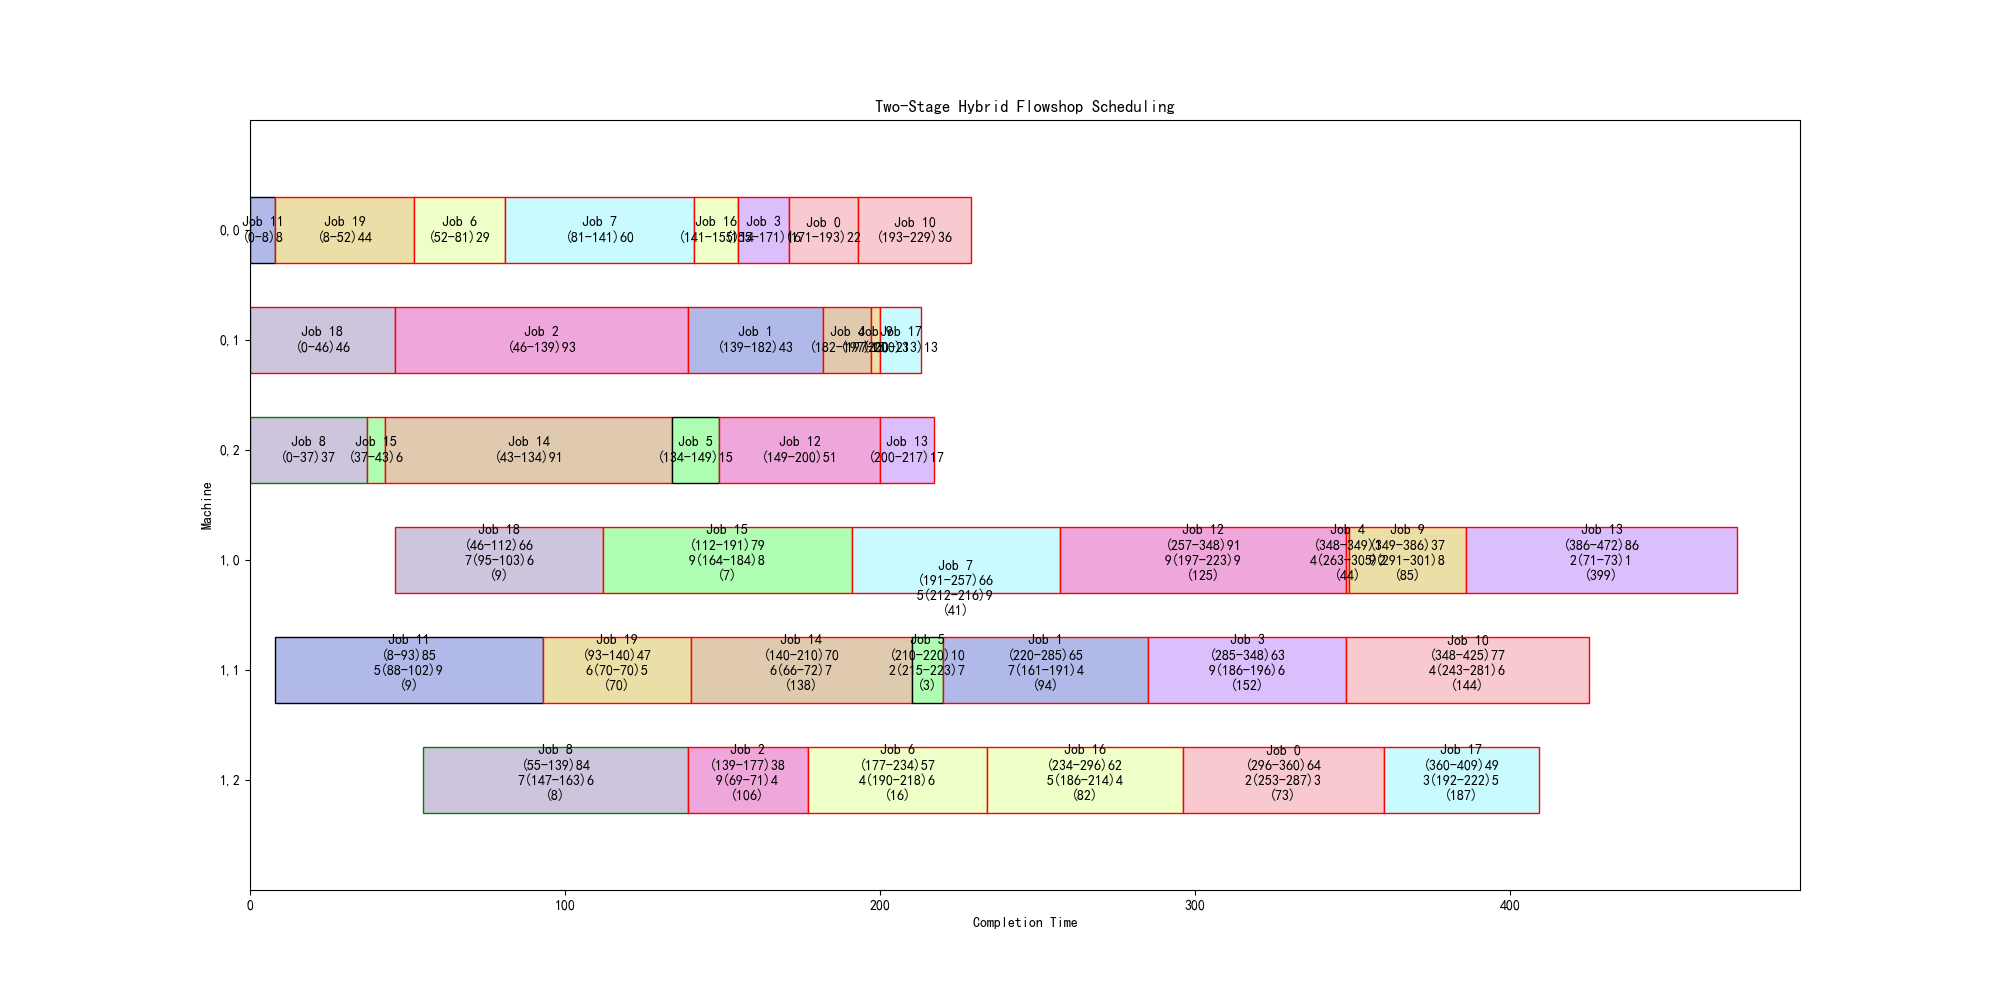 Two-Stage Hybrid Flowshop Scheduling
0,0
Job 11
(0-8)8
Job 19
(8-52)44
Job 6
(52-81)29
Job 7
(81-141)60
Job 16
(141-155)14
Job 3
(155-171)16
Job 0
(171-193)22
Job 10
(193-229)36
0,1
Job 18
(0-46)46
Job 2
(46-139)93
Job 1
(139-182)43
Job 4
(182-197)15
Job 9
(197-200)3
Job 17
(200-213)13
0,2
Job 8
(0-37)37
Job 15
(37-43)6
Job 14
(43-134)91
Job 5
(134-149)15
Job 12
(149-200)51
Job 13
(200-217)17
Machine
1,0
Job 18
(46-112)66
7(95-103)6
(9)
Job 15
(112-191)79
9(164-184)8
(7)
Job 7
(191-257)66
5(212-216)9
(41)
Job 12
(257-348)91
9(197-223)9
(125)
Job 4
(348-349)1
(44)
Job 9
(349-386)37
(85)
Job 13
(386-472)86
2(71-73)1
(399)
1,1
Job 11
(8-93)85
5(88-102)9
(9)
Job 19
(93-140)47
6(70-70)5
(70)
Job 14
(140-210)70
6(66-72)7
(138)
Job 5
(210-220)10
2(215-223)7
(3)
Job 1
(220-285)65
7(161-191)4
(94)
Job 3
(285-348)63
9(186-196)6
(152)
Job 10
(348-425)77
4(243-281)6
(144)
1,2
Job 8
(55-139)84
7(147-163)6
(8)
Job 2
(139-177)38
9(69-71)4
(106)
Job 6
(177-234)57
4(190-218)6
(16)
Job 16
(234-296)62
5(186-214)4
(82)
Job 0
(296-360)64
2(253-287)3
(73)
Job 17
(360-409)49
3(192-222)5
(187)
0
100
200
300
400
Completion Time